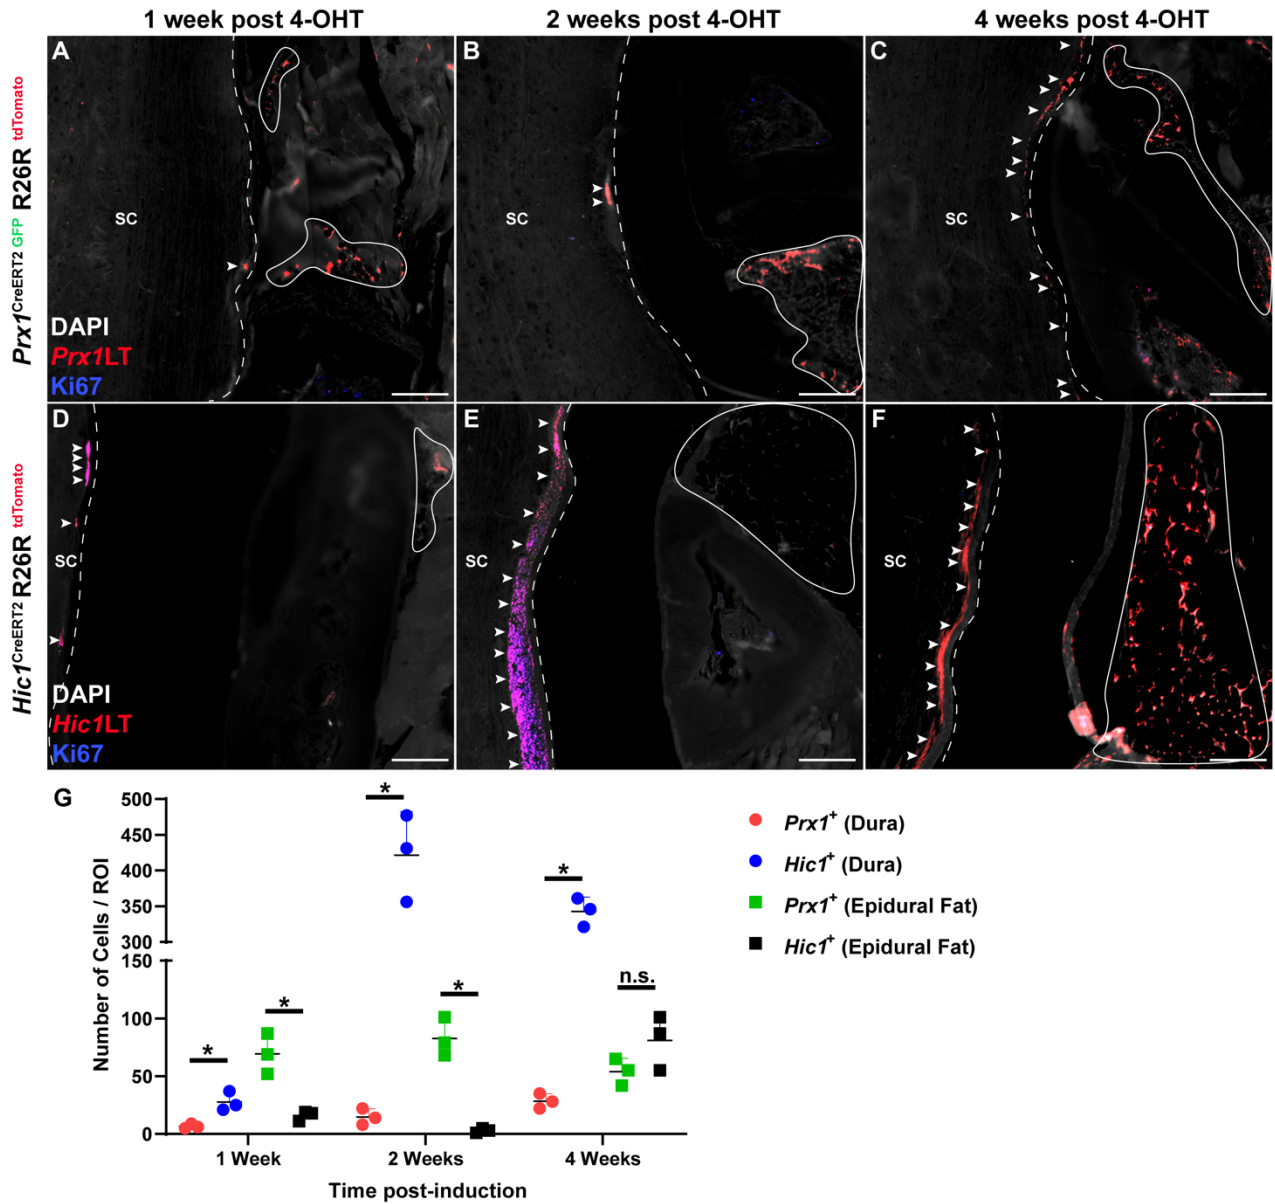 1 week post 4-OHT
2 weeks post 4-OHT
4 weeks post 4-OHT
Prx1CreERT2 GFP R26R tdTomato
A
SC
DAPI
Prx1LT
Ki67
B
SC
C
SC
Hic1CreERT2 R26R tdTomato
D
SC
DAPI
Hic1LT
Ki67
E
SC
F
SC
G
Number of Cells / ROI
500
450
400
350
300
150
100
50
0
*
*
*
*
*
n.s.
1 Week
2 Weeks
4 Weeks
Time post-induction
Prx1+ (Dura)
Hic1+ (Dura)
Prx1+ (Epidural Fat)
Hic1+ (Epidural Fat)